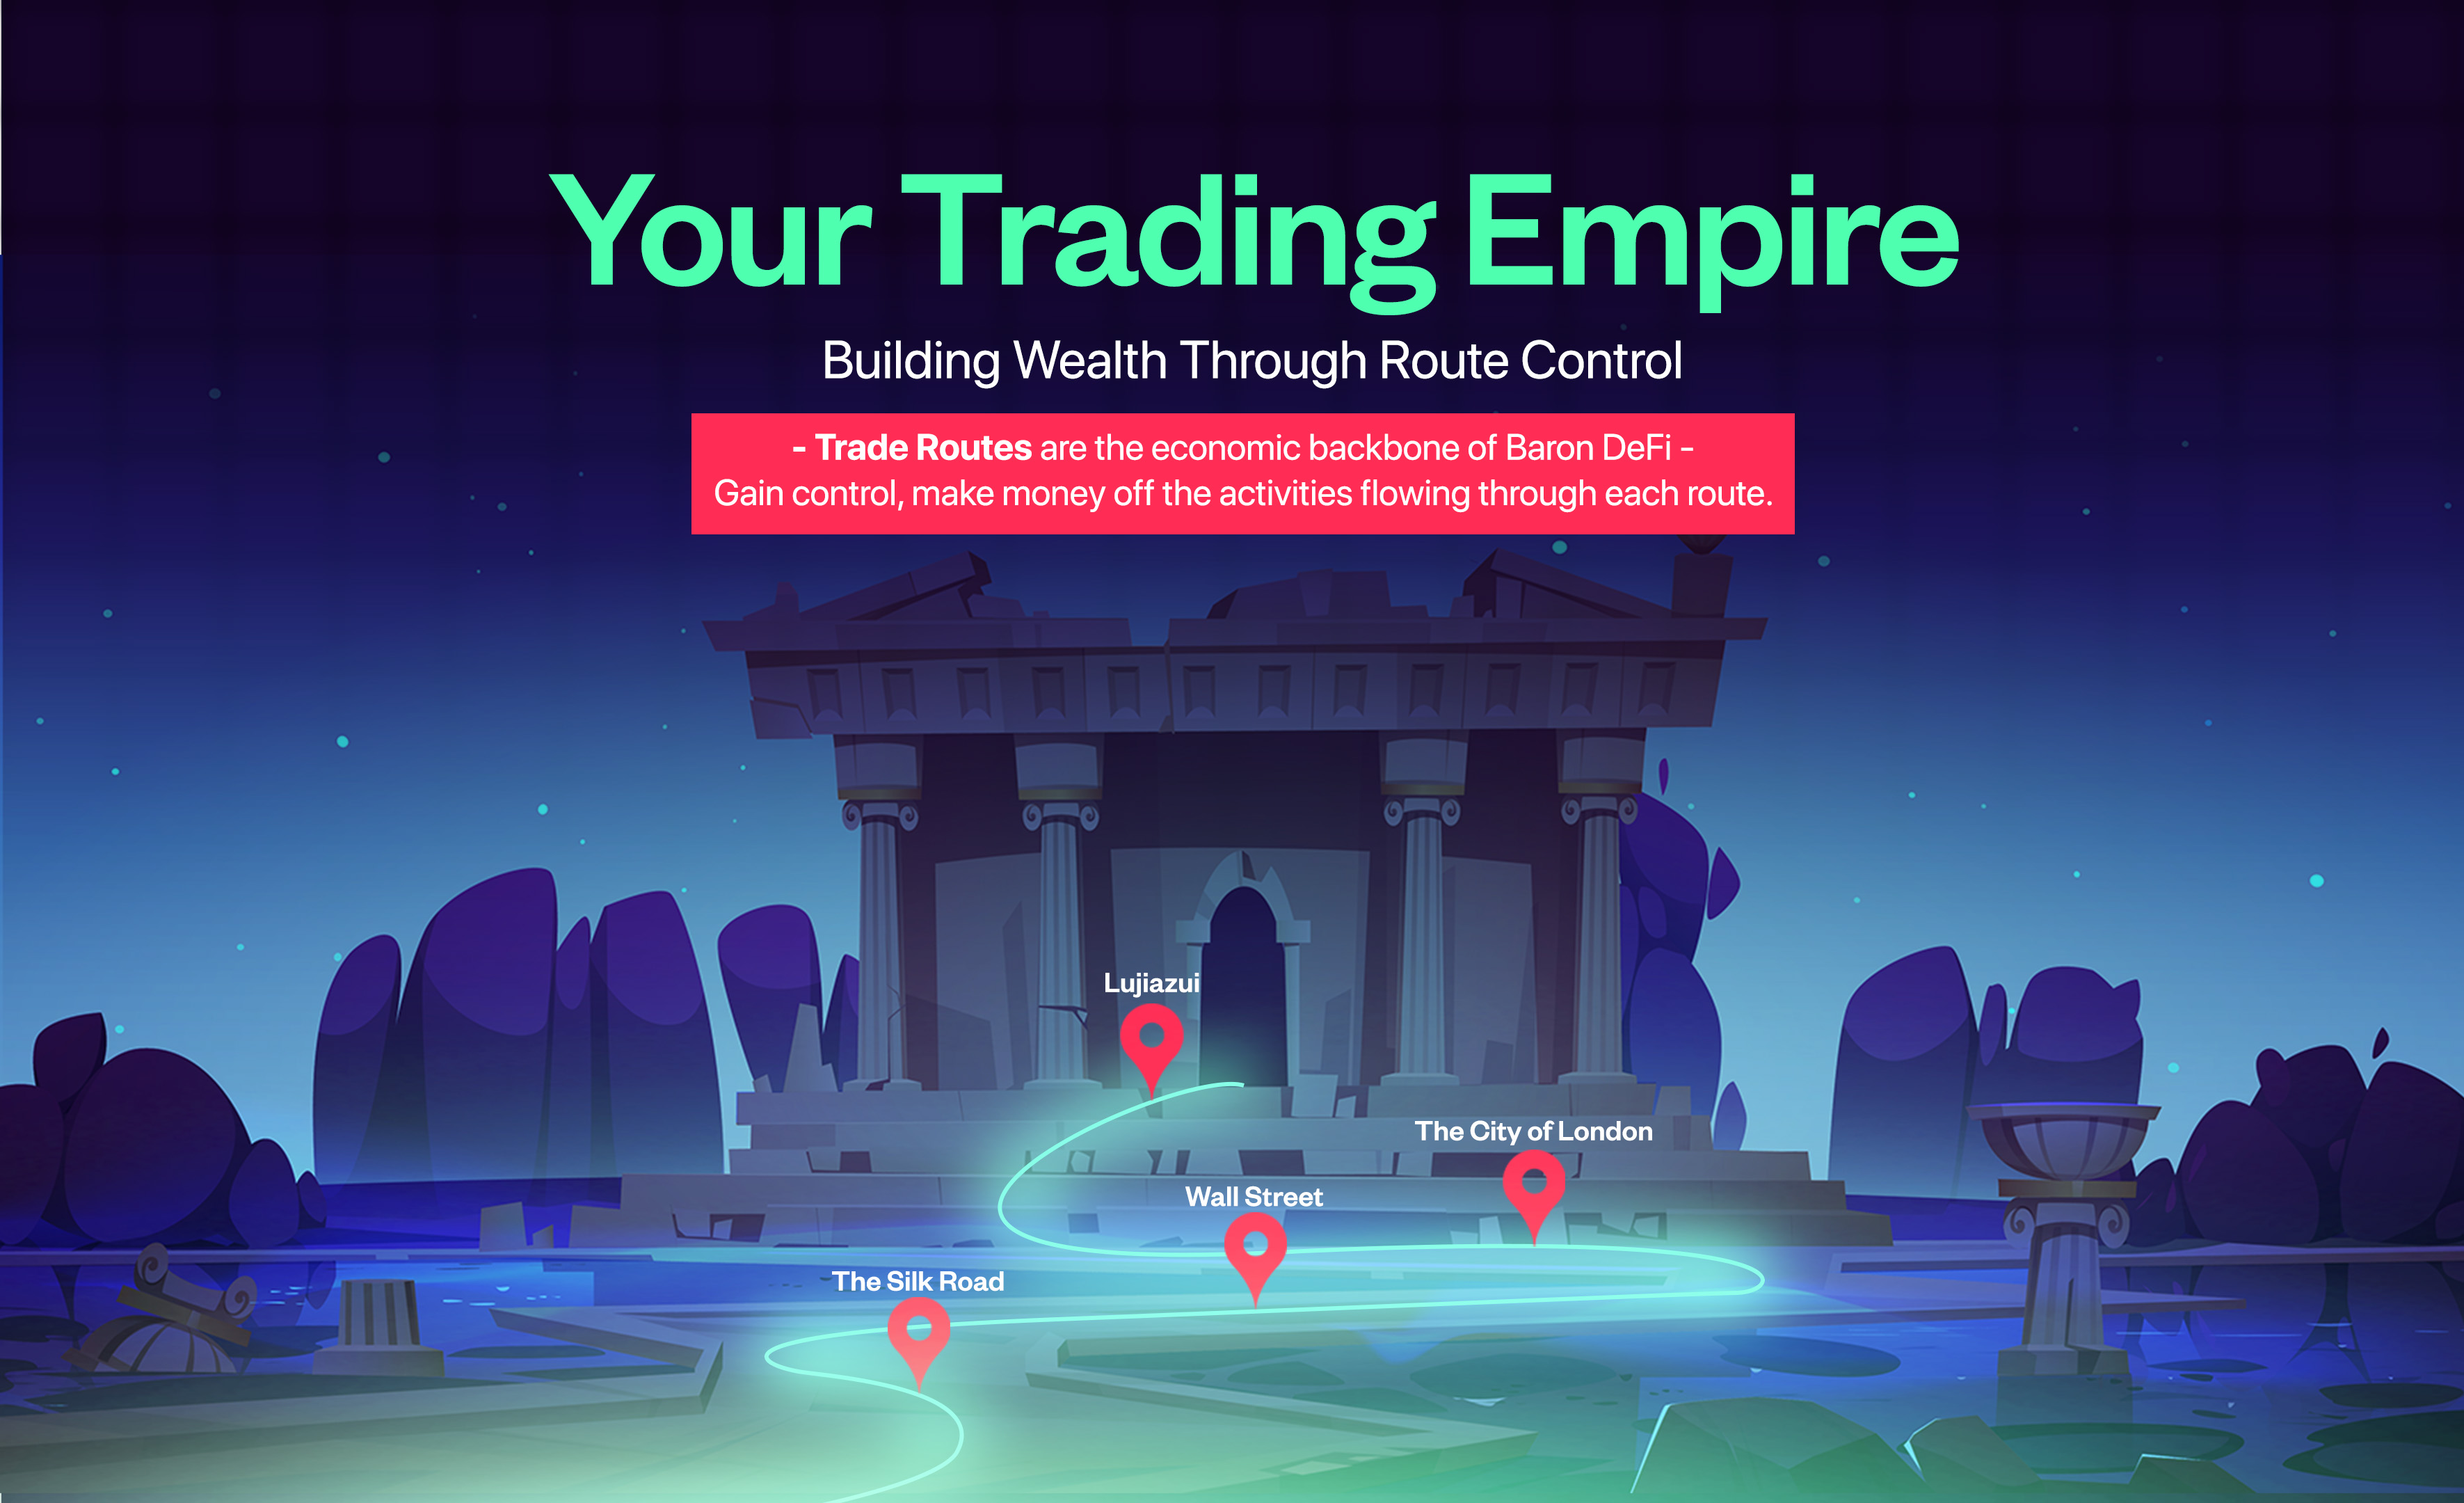 Your Trading Empire
Building Wealth Through Route Control
- Trade Routes are the economic backbone of Baron DeFi -
Gain control, make money off the activities flowing through each route.
Lujiazui
The City of London
Wall Street
The Silk Road